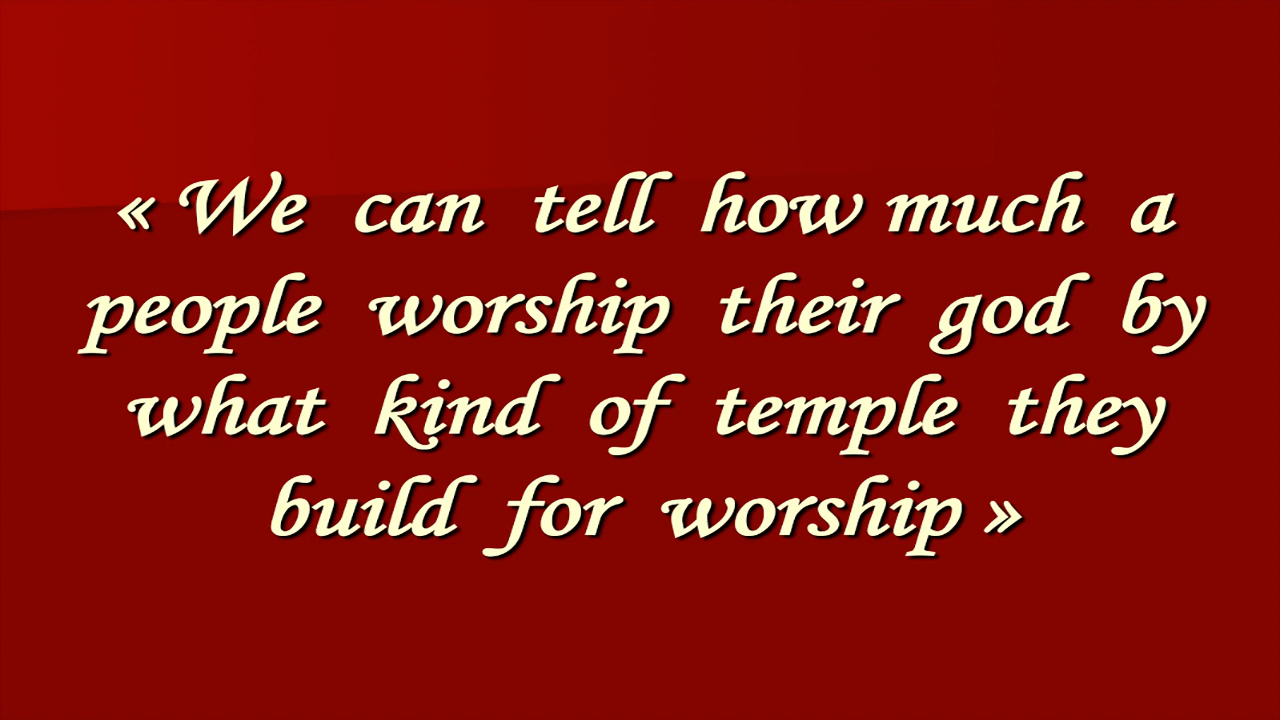 « We can tell how much a
people worship their god by
what kind of temple they
build for worship »